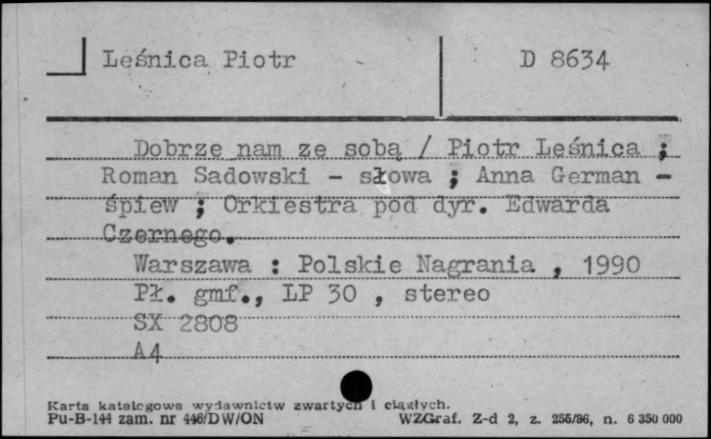 Leśnica Piotr
D 8634
Dobrze nam ze sobą / Piotr Leśnica ;
Roman Sadowski - słowa ; Anna German -
śpiew ; Orkiestra pod dyr. Edwarda
Czernego.
Warszawa : Polskie Nagrania , 1990
Pł. gmf., LP 30 , stereo
SX 2808
A4
Karta katalogowa wydawnictw zwartych i ciągłych.
Pu-B-144 zam. nr 446/DW/ON
WZGraf. Z-d 2, z. 255/86, n. 6 350 000